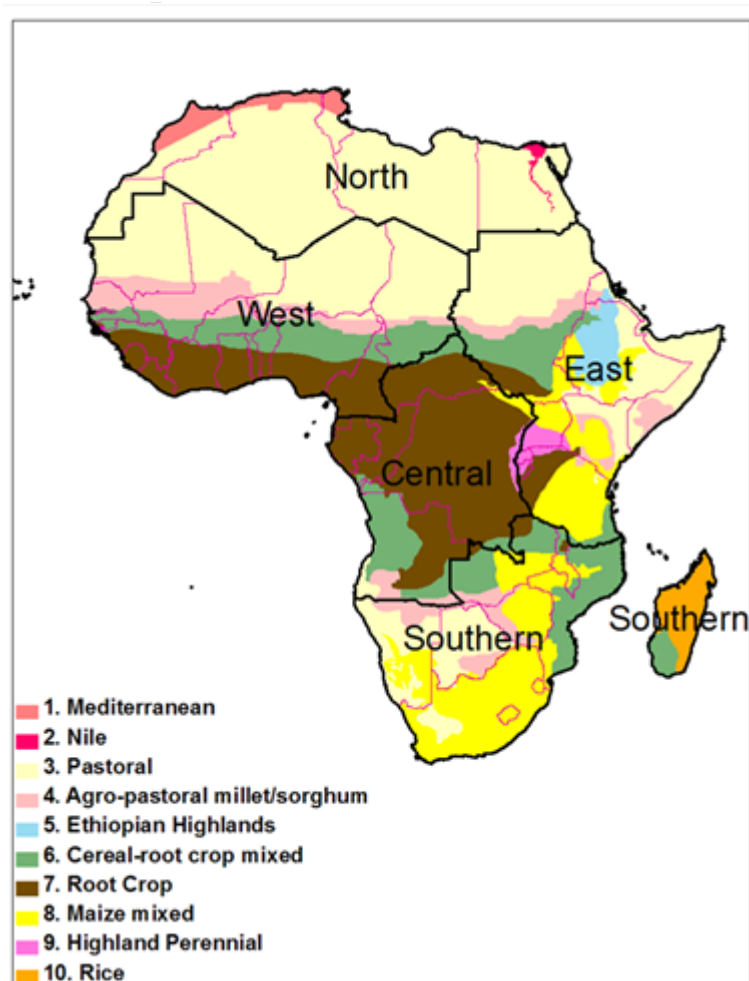 North
West
East
Central
Southern
Southern
1. Mediterranean
2. Nile
3. Pastoral
4. Agro-pastoral millet/sorghum
5. Ethiopian Highlands
6. Cereal-root crop mixed
7. Root Crop
8. Maize mixed
9. Highland Perennial
10. Rice